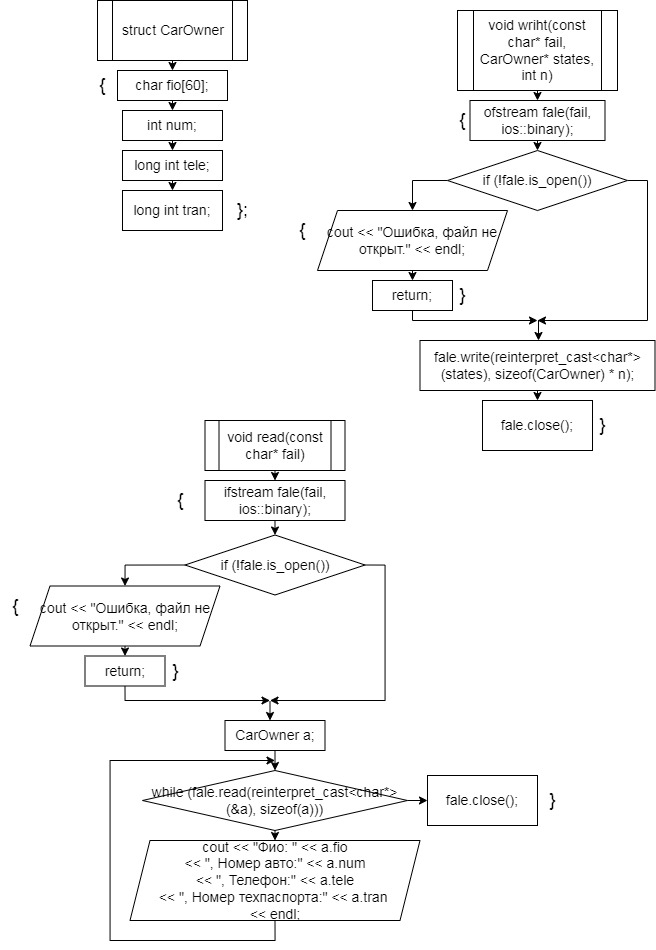 struct CarOwner
{
char fio[60];
int num;
long int tele;
long int tran;
};
void wriht(const
char* fail,
CarOwner* states,
int n)
{
ofstream fale(fail,
ios::binary);
if (!fale.is_open())
{
cout << "Ошибка, файл не
открыт." << endl;
return;
}
fale.write(reinterpret_cast<char*>
(states), sizeof(CarOwner) * n);
fale.close();
}
void read(const
char* fail)
{
ifstream fale(fail,
ios::binary);
if (!fale.is_open())
{
cout << "Ошибка, файл не
открыт." << endl;
return;
}
CarOwner a;
while (fale.read(reinterpret_cast<char*>
(&a), sizeof(a)))
fale.close();
}
cout << "Фио: " << a.fio
<< ", Номер авто:" << a.num
<< ", Телефон:" << a.tele
<< ", Номер техпаспорта:" << a.tran
<< endl;